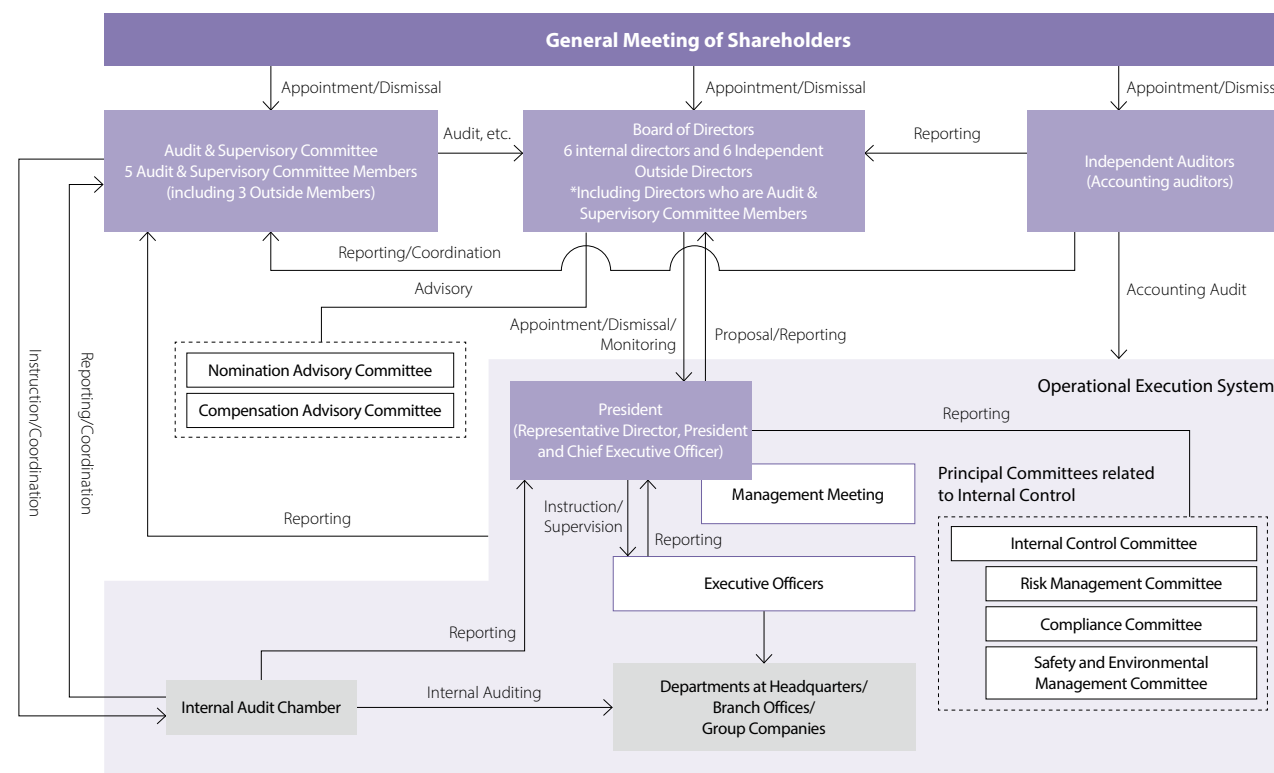 General Meeting of Shareholders
Appointment/Dismissal
Appointment/Dismissal
Appointment/Dismiss
Audit & Supervisory Committee
5 Audit & Supervisory Committee Members
(including 3 Outside Members)
Audit, etc.
Board of Directors
6 internal directors and 6 Independent
Outside Directors
*Including Directors who are Audit &
Supervisory Committee Members
Reporting
Independent Auditors
(Accounting auditors)
Reporting/Coordination
Advisory
Accounting Audit
Appointment/Dismissal/
Monitoring
Proposal/Reporting
Instruction/Coordination
Reporting/Coordination
Nomination Advisory Committee
Compensation Advisory Committee
Operational Execution System
President
(Representative Director, President
and Chief Executive Officer)
Reporting
Management Meeting
Principal Committees related
to Internal Control
Instruction/
Supervision
Reporting
Reporting
Internal Control Committee
Risk Management Committee
Compliance Committee
Safety and Environmental
Management Committee
Executive Officers
Reporting
Internal Audit Chamber
Internal Auditing
Departments at Headquarters/
Branch Offices/
Group Companies